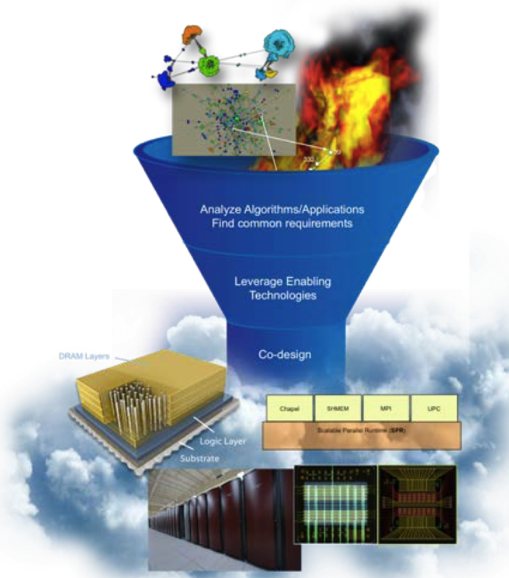 300
Analyze Algorithms/Applications
Find common requirements
Leverage Enabling
Technologies
Co-design
DRAM Layers
Logic Layer
Substrate
Chapel
SHMEM
MPI
UPC
Scalable Parallel Runtime (SPR)